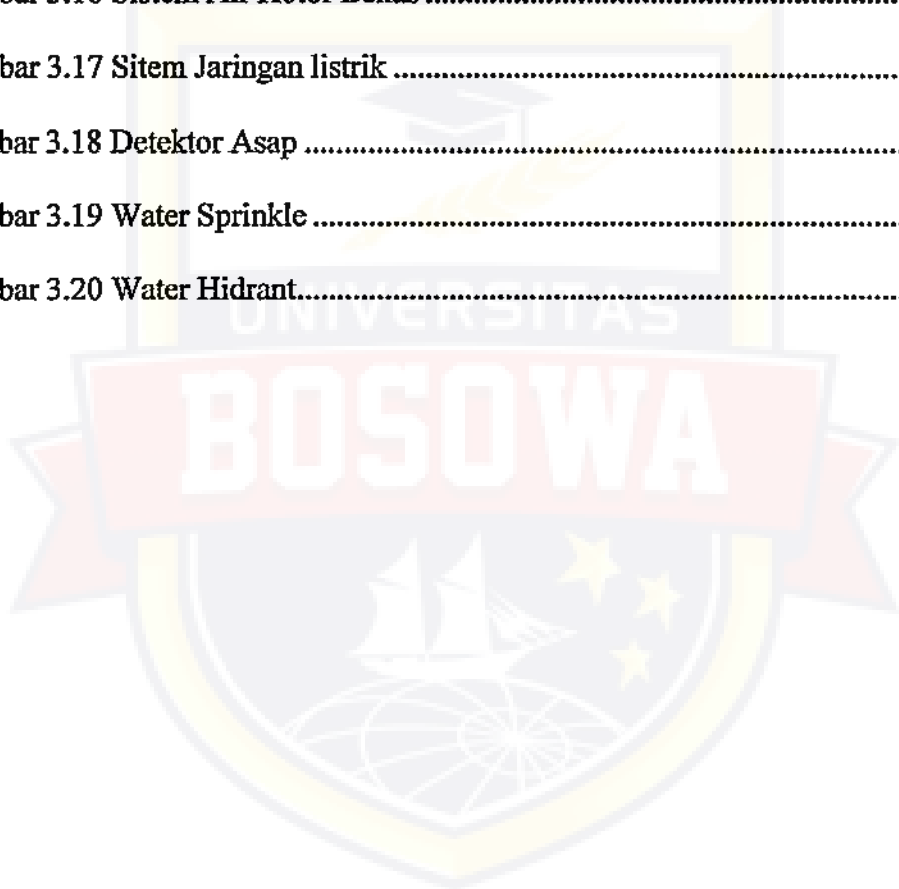 bar 3.17 Sitem Jaringan listrik ................................................................
bar 3.18 Detektor Asap ................................................................
bar 3.19 Water Sprinkle ................................................................
bar 3.20 Water Hidrant................................................................
UNIVERSITAS
BOSOWA